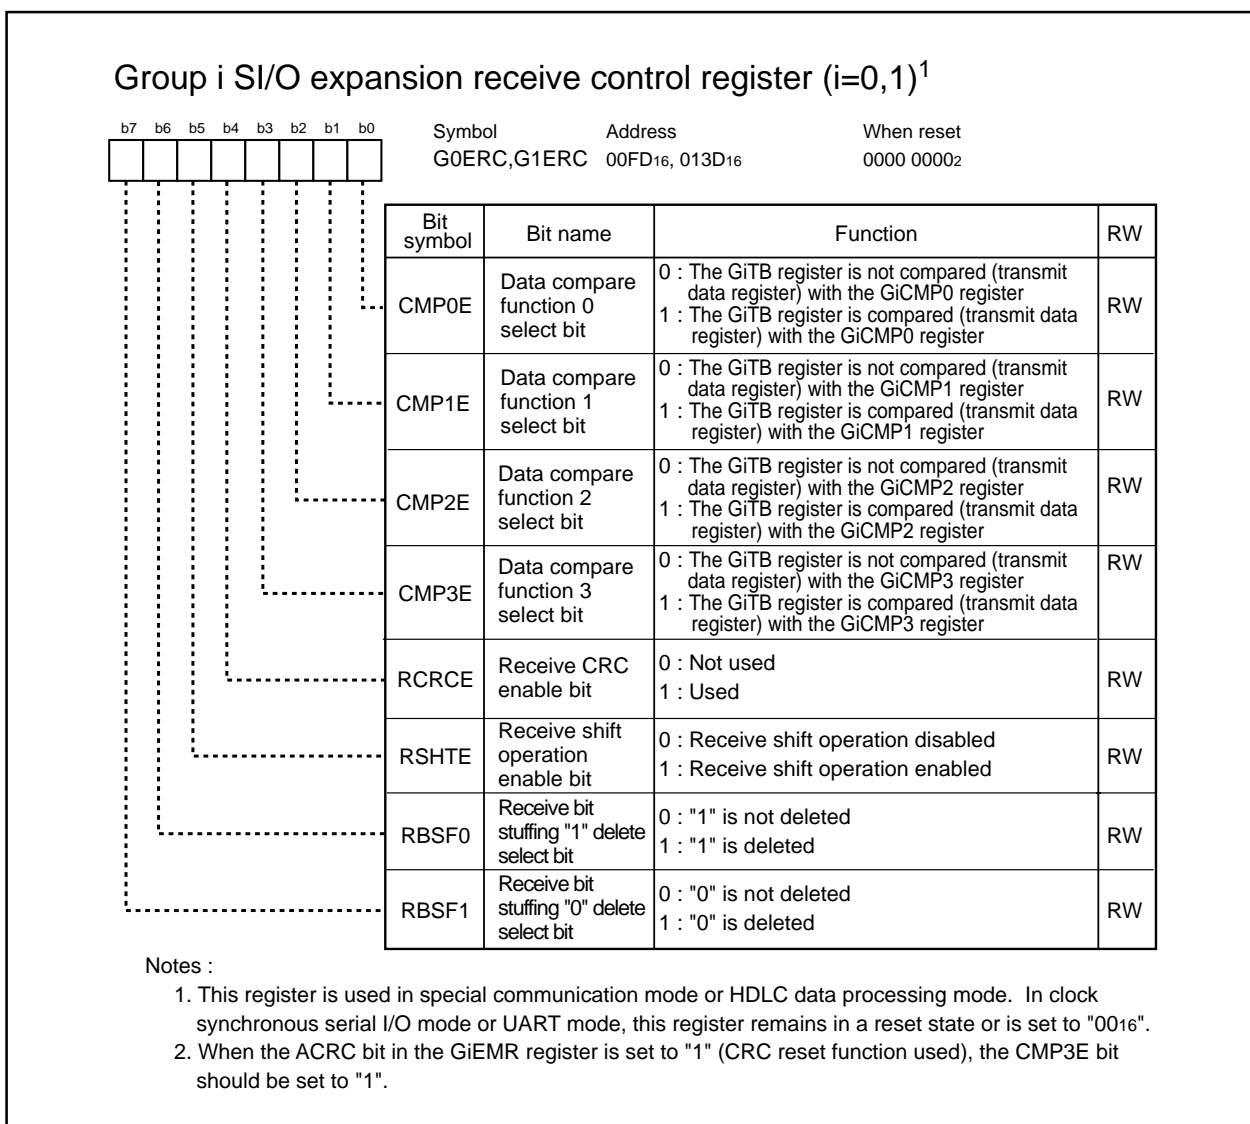 Group i SI/O expansion receive control register (i=0,1)1
b7 b6 b5 b4 b3 b2 b1 b0
Symbol Address When reset
G0ERC,G1ERC 00FD16, 013D16 0000 00002
Bit symbol Bit name Function RW
CMP0E
Data compare
function 0
select bit
0 : The GiTB register is not compared (transmit
data register) with the GiCMP0 register
1 : The GiTB register is compared (transmit data
register) with the GiCMP0 register
RW
CMP1E
Data compare
function 1
select bit
0 : The GiTB register is not compared (transmit
data register) with the GiCMP1 register
1 : The GiTB register is compared (transmit data
register) with the GiCMP1 register
RW
CMP2E
Data compare
function 2
select bit
0 : The GiTB register is not compared (transmit
data register) with the GiCMP2 register
1 : The GiTB register is compared (transmit data
register) with the GiCMP2 register
RW
CMP3E
Data compare
function 3
select bit
0 : The GiTB register is not compared (transmit
data register) with the GiCMP3 register
1 : The GiTB register is compared (transmit data
register) with the GiCMP3 register
RW
RCRCE
Receive CRC
enable bit
0 : Not used
1 : Used
RW
RSHTE
Receive shift
operation
enable bit
0 : Receive shift operation disabled
1 : Receive shift operation enabled
RW
RBSF0
Receive bit
stuffing "1" delete
select bit
0 : "1" is not deleted
1 : "1" is deleted
RW
RBSF1
Receive bit
stuffing "0" delete
select bit
0 : "0" is not deleted
1 : "0" is deleted
RW
Notes :
1. This register is used in special communication mode or HDLC data processing mode. In clock
synchronous serial I/O mode or UART mode, this register remains in a reset state or is set to "0016".
2. When the ACRC bit in the GiEMR register is set to "1" (CRC reset function used), the CMP3E bit
should be set to "1".